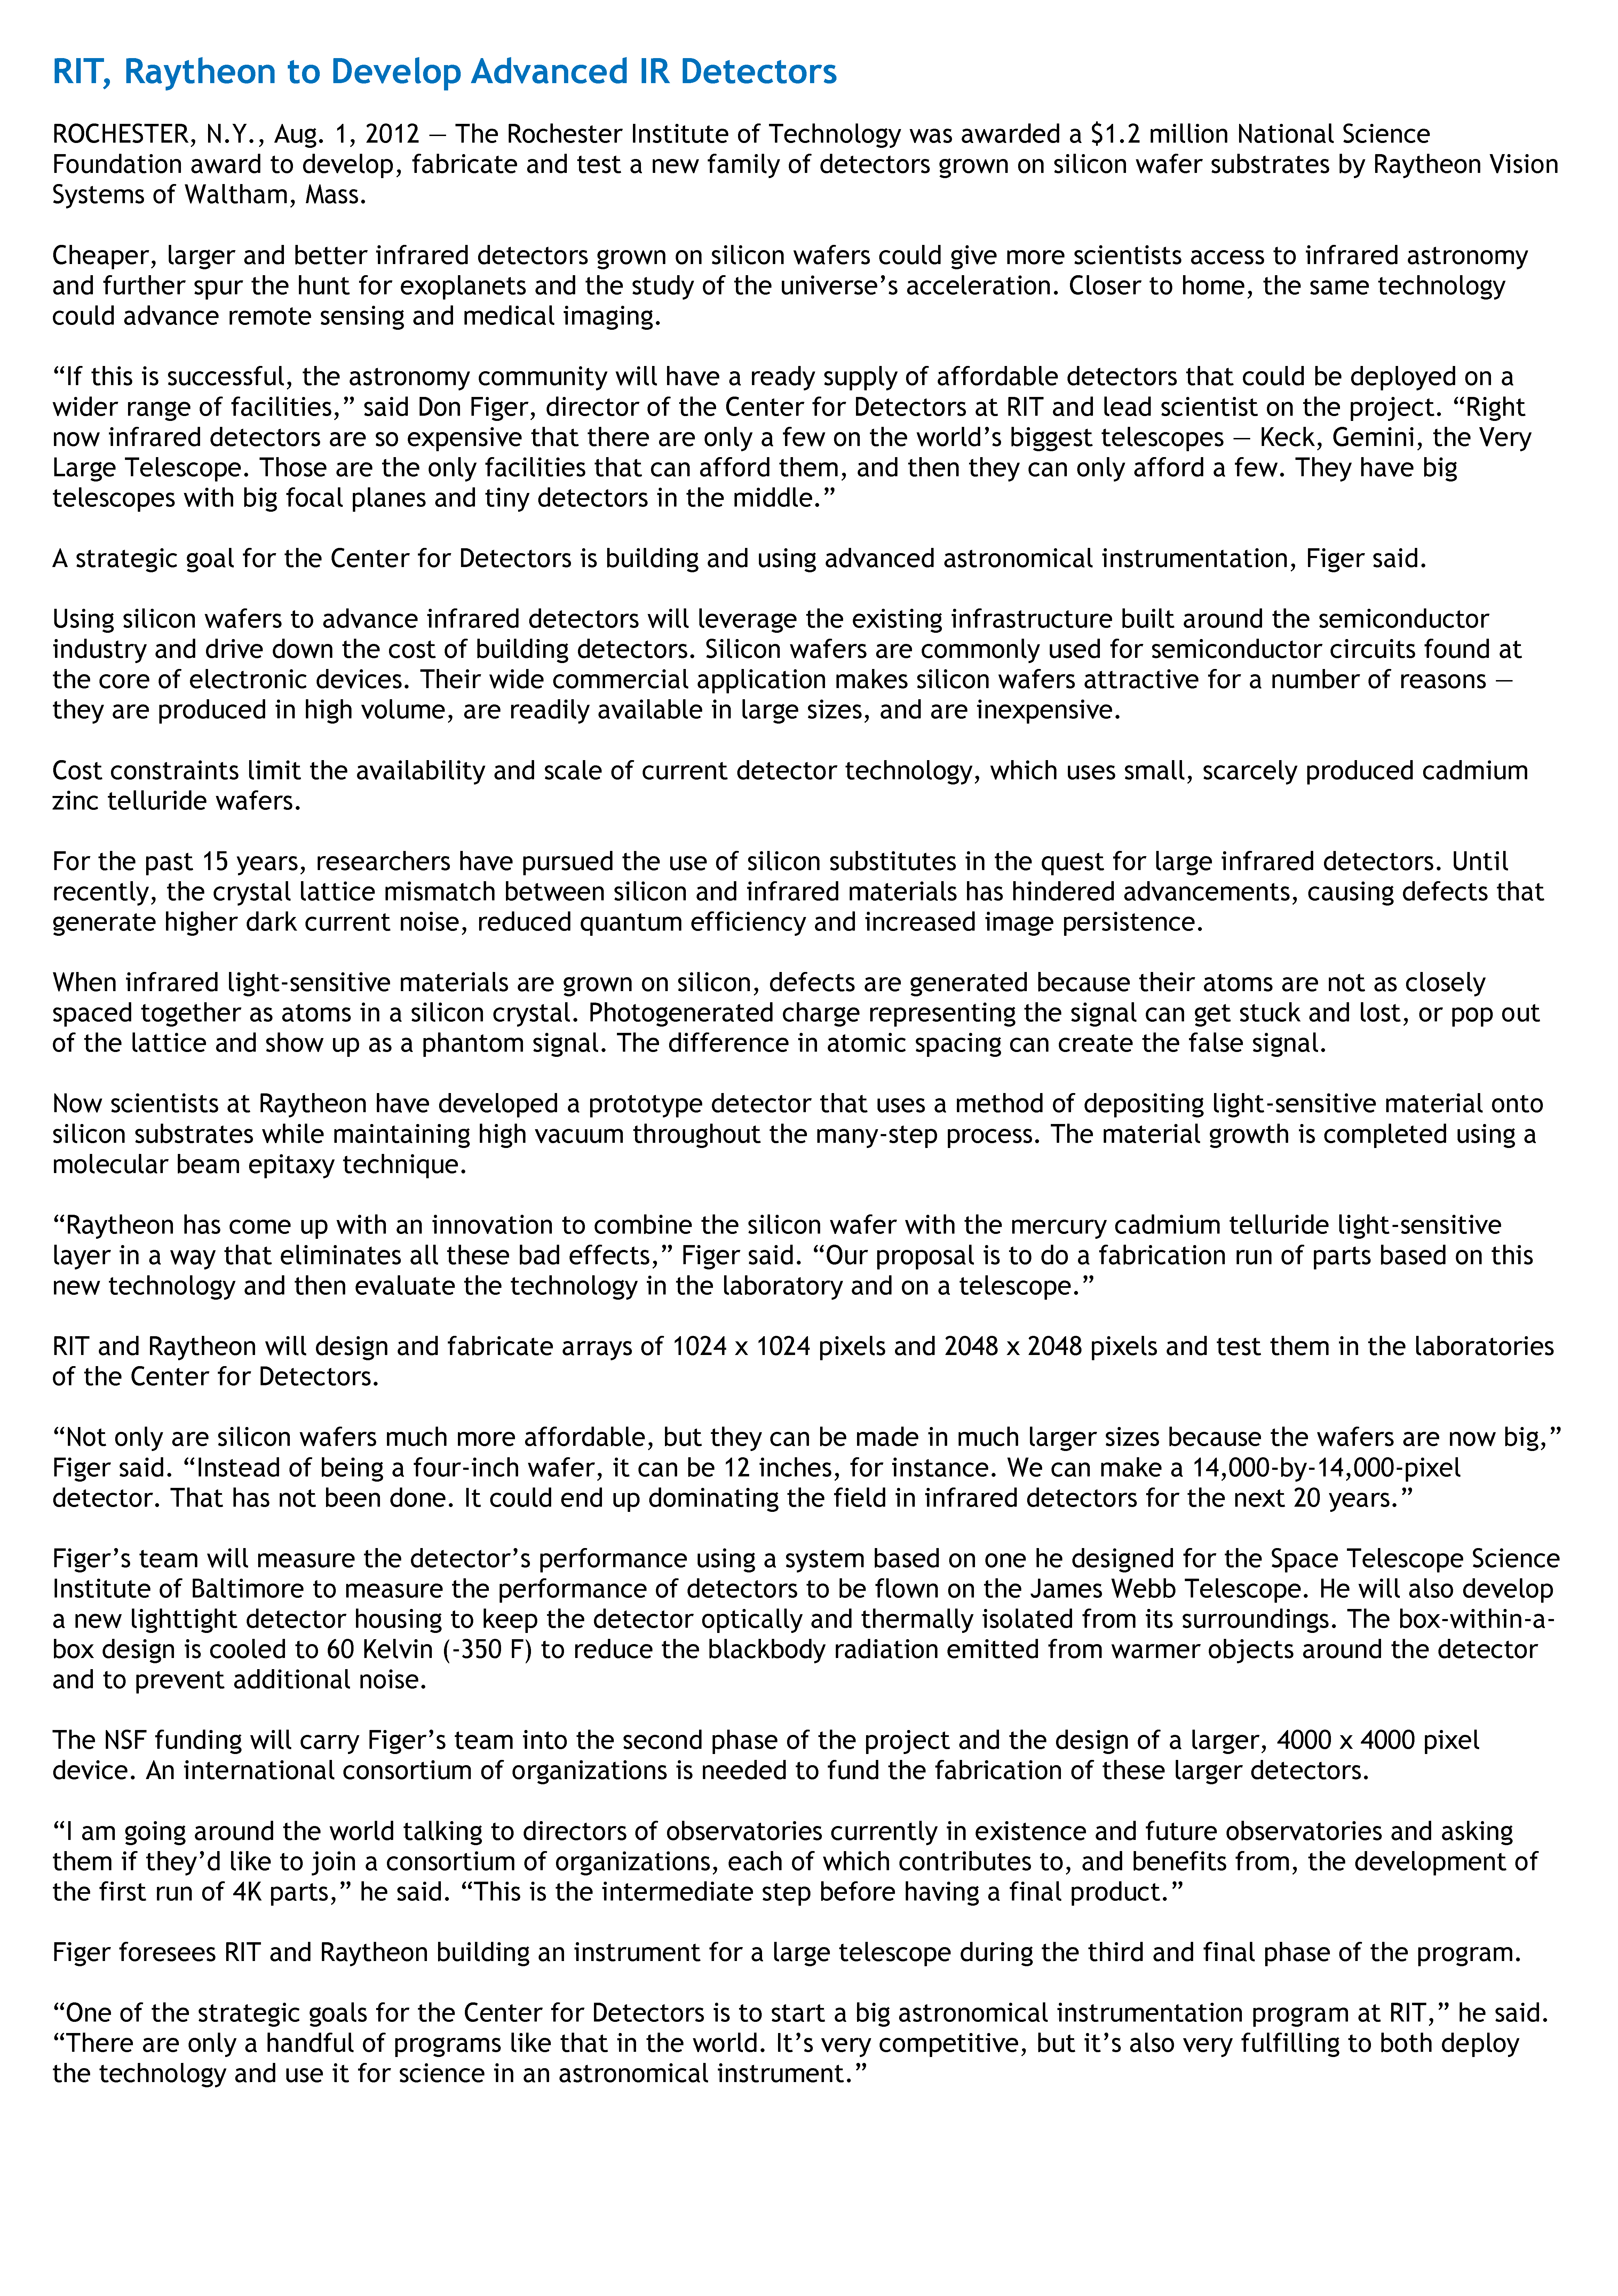 RIT, Raytheon to Develop Advanced IR Detectors
ROCHESTER, N.Y., Aug. 1, 2012 — The Rochester Institute of Technology was awarded a $1.2 million National Science
Foundation award to develop, fabricate and test a new family of detectors grown on silicon wafer substrates by Raytheon Vision
Systems of Waltham, Mass.
Cheaper, larger and better infrared detectors grown on silicon wafers could give more scientists access to infrared astronomy
and further spur the hunt for exoplanets and the study of the universe’s acceleration. Closer to home, the same technology
could advance remote sensing and medical imaging.
“If this is successful, the astronomy community will have a ready supply of affordable detectors that could be deployed on a
wider range of facilities,” said Don Figer, director of the Center for Detectors at RIT and lead scientist on the project. “Right
now infrared detectors are so expensive that there are only a few on the world’s biggest telescopes — Keck, Gemini, the Very
Large Telescope. Those are the only facilities that can afford them, and then they can only afford a few. They have big
telescopes with big focal planes and tiny detectors in the middle.”
A strategic goal for the Center for Detectors is building and using advanced astronomical instrumentation, Figer said.
Using silicon wafers to advance infrared detectors will leverage the existing infrastructure built around the semiconductor
industry and drive down the cost of building detectors. Silicon wafers are commonly used for semiconductor circuits found at
the core of electronic devices. Their wide commercial application makes silicon wafers attractive for a number of reasons —
they are produced in high volume, are readily available in large sizes, and are inexpensive.
Cost constraints limit the availability and scale of current detector technology, which uses small, scarcely produced cadmium
zinc telluride wafers.
For the past 15 years, researchers have pursued the use of silicon substitutes in the quest for large infrared detectors. Until
recently, the crystal lattice mismatch between silicon and infrared materials has hindered advancements, causing defects that
generate higher dark current noise, reduced quantum efficiency and increased image persistence.
When infrared light-sensitive materials are grown on silicon, defects are generated because their atoms are not as closely
spaced together as atoms in a silicon crystal. Photogenerated charge representing the signal can get stuck and lost, or pop out
of the lattice and show up as a phantom signal. The difference in atomic spacing can create the false signal.
Now scientists at Raytheon have developed a prototype detector that uses a method of depositing light-sensitive material onto
silicon substrates while maintaining high vacuum throughout the many-step process. The material growth is completed using a
molecular beam epitaxy technique.
“Raytheon has come up with an innovation to combine the silicon wafer with the mercury cadmium telluride light-sensitive
layer in a way that eliminates all these bad effects,” Figer said. “Our proposal is to do a fabrication run of parts based on this
new technology and then evaluate the technology in the laboratory and on a telescope.”
RIT and Raytheon will design and fabricate arrays of 1024 x 1024 pixels and 2048 x 2048 pixels and test them in the laboratories
of the Center for Detectors.
“Not only are silicon wafers much more affordable, but they can be made in much larger sizes because the wafers are now big,”
Figer said. “Instead of being a four-inch wafer, it can be 12 inches, for instance. We can make a 14,000-by-14,000-pixel
detector. That has not been done. It could end up dominating the field in infrared detectors for the next 20 years.”
Figer’s team will measure the detector’s performance using a system based on one he designed for the Space Telescope Science
Institute of Baltimore to measure the performance of detectors to be flown on the James Webb Telescope. He will also develop
a new lighttight detector housing to keep the detector optically and thermally isolated from its surroundings. The box-within-a-
box design is cooled to 60 Kelvin (-350 F) to reduce the blackbody radiation emitted from warmer objects around the detector
and to prevent additional noise.
The NSF funding will carry Figer’s team into the second phase of the project and the design of a larger, 4000 x 4000 pixel
device. An international consortium of organizations is needed to fund the fabrication of these larger detectors.
“I am going around the world talking to directors of observatories currently in existence and future observatories and asking
them if they’d like to join a consortium of organizations, each of which contributes to, and benefits from, the development of
the first run of 4K parts,” he said. “This is the intermediate step before having a final product.”
Figer foresees RIT and Raytheon building an instrument for a large telescope during the third and final phase of the program.
“One of the strategic goals for the Center for Detectors is to start a big astronomical instrumentation program at RIT,” he said.
“There are only a handful of programs like that in the world. It’s very competitive, but it’s also very fulfilling to both deploy
the technology and use it for science in an astronomical instrument.”